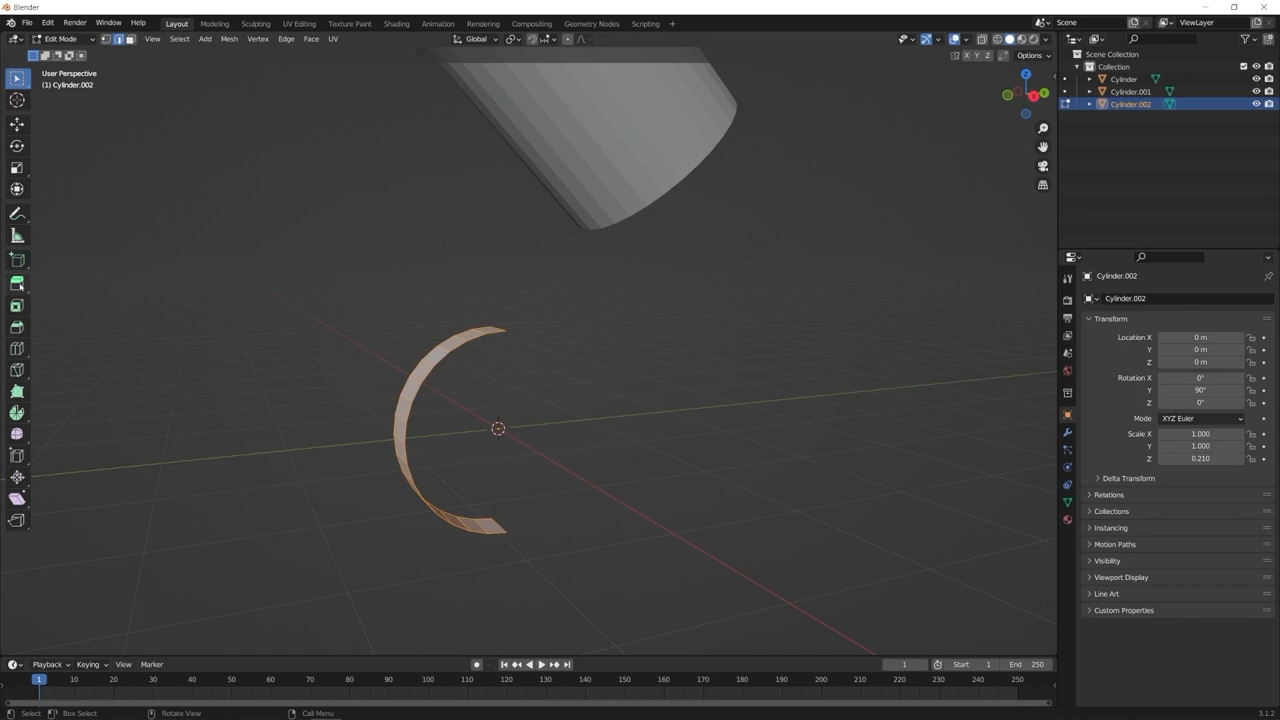 Blender
File Edit Render Window Help Layout Modeling Sculpting UV Editing Texture Paint Shading Animation Rendering Compositing Geometry Nodes Scripting + Scene ViewLayer
Edit Mode View Select Add Mesh Vertex Edge Face UV Global
X Y Z Options
User Perspective
(1) Cylinder.002
Z
Y
X
Scene Collection
Collection
Cylinder
Cylinder.001
Cylinder.002
Cylinder.002
Cylinder.002
Transform
Location X 0 m
Y 0 m
Z 0 m
Rotation X 0°
Y 90°
Z 0°
Mode XYZ Euler
Scale X 1.000
Y 1.000
Z 0.210
Delta Transform
Relations
Collections
Instancing
Motion Paths
Visibility
Viewport Display
Line Art
Custom Properties
Playback Keying View Marker 1 Start 1 End 250
1 10 20 30 40 50 60 70 80 90 100 110 120 130 140 150 160 170 180 190 200 210 220 230 240 250
Select Box Select Rotate View Call Menu 3.1.2